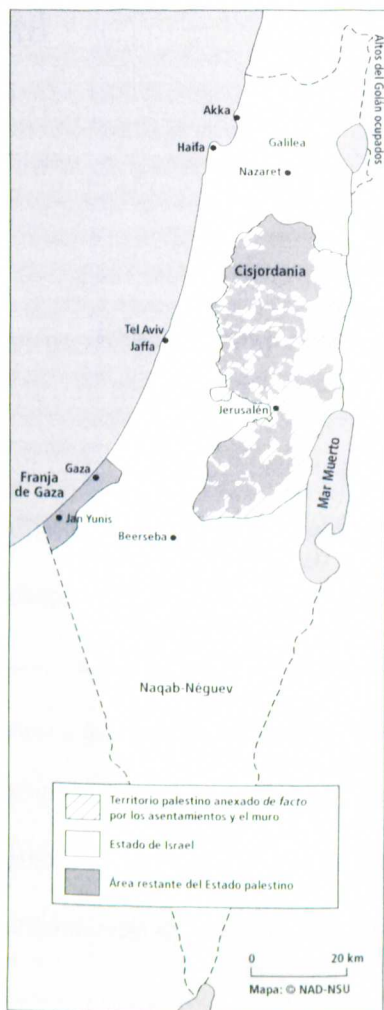 Altos del Golán ocupados
Akka
Haifa
Galilea
Nazaret
Cisjordania
Tel Aviv
Jaffa
Jerusalén
Gaza
Franja
de Gaza
Jan Yunis
Mar Muerto
Beerseba
Naqab-Néguev
Territorio palestino anexado de facto
por los asentamientos y el muro
Estado de Israel
Área restante del Estado palestino
0 20 km
Mapa: © NAD-NSU